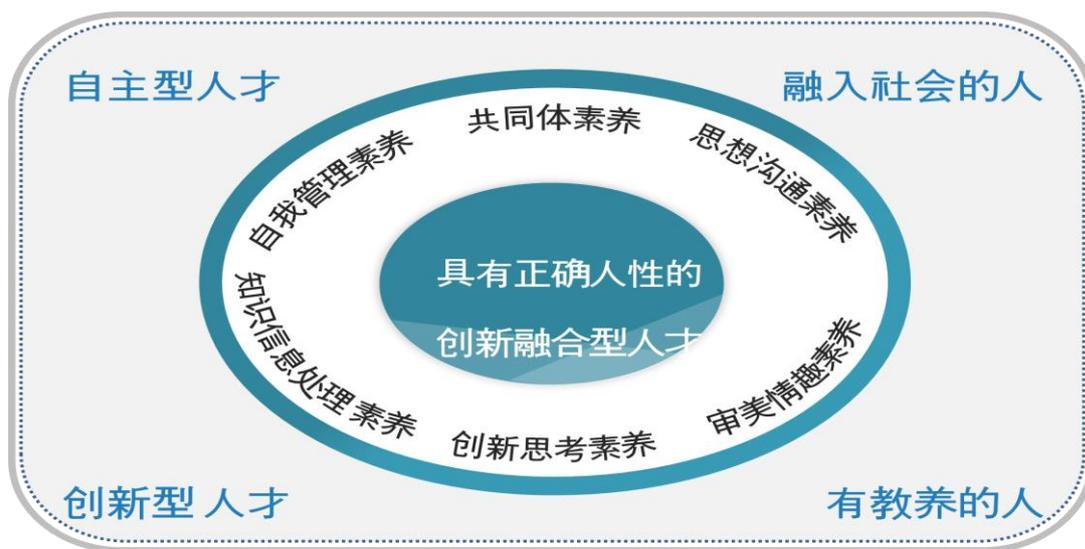 自主型人才
融入社会的人
共同体素养
自我管理素养
思想沟通素养
具有正确人性的
创新融合型人才
知识信息处理素养
创新思考素养
审美情趣素养
创新型人才
有教养的人